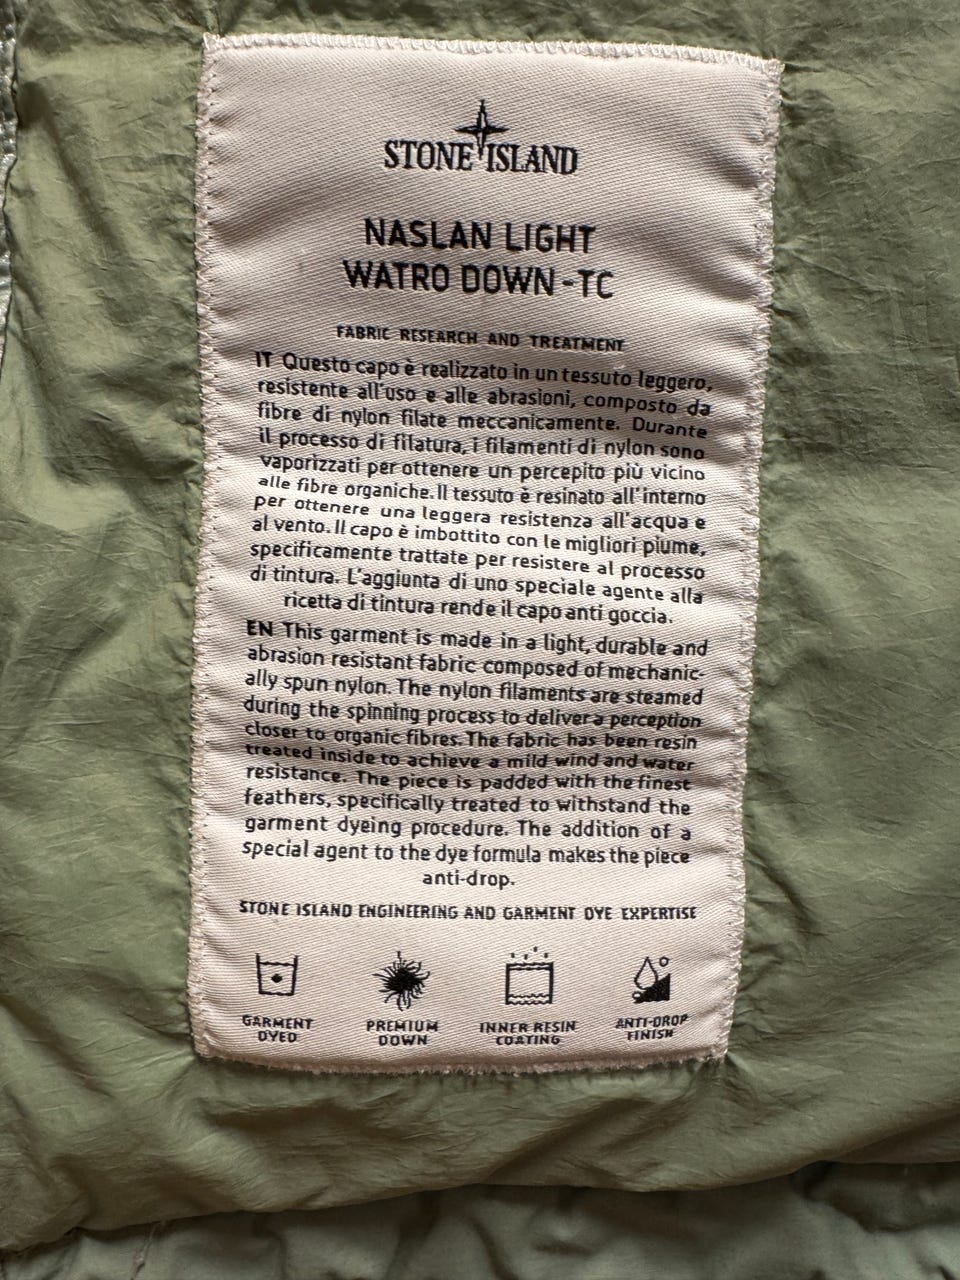 STONE ISLAND
NASLAN LIGHT
WATRO DOWN-TC
FABRIC RESEARCH AND TREATMENT
IT Questo capo è realizzato in un tessuto leggero,
resistente all'uso e alle abrasioni, composto da
fibre di nylon filate meccanicamente. Durante
il processo di filatura, i filamenti di nylon sono
vaporizzati per ottenere un percepito più vicino
alle fibre organiche. Il tessuto è resinato all'interno
per ottenere una leggera resistenza all'acqua e
al vento. Il capo è imbottito con le migliori piume,
specificamente trattate per resistere al processo
di tintura. L'aggiunta di uno speciale agente alla
ricetta di tintura rende il capo anti goccia.
EN This garment is made in a light, durable and
abrasion resistant fabric composed of mechanic-
ally spun nylon. The nylon filaments are steamed
during the spinning process to deliver a perception
closer to organic fibres. The fabric has been resin
treated inside to achieve a mild wind and water
resistance. The piece is padded with the finest
feathers, specifically treated to withstand the
garment dyeing procedure. The addition of a
special agent to the dye formula makes the piece
anti-drop.
STONE ISLAND ENGINEERING AND GARMENT DYE EXPERTISE
GARMENT
DYED
PREMIUM
DOWN
INNER RESIN
COATING
ANTI-DROP
FINISH